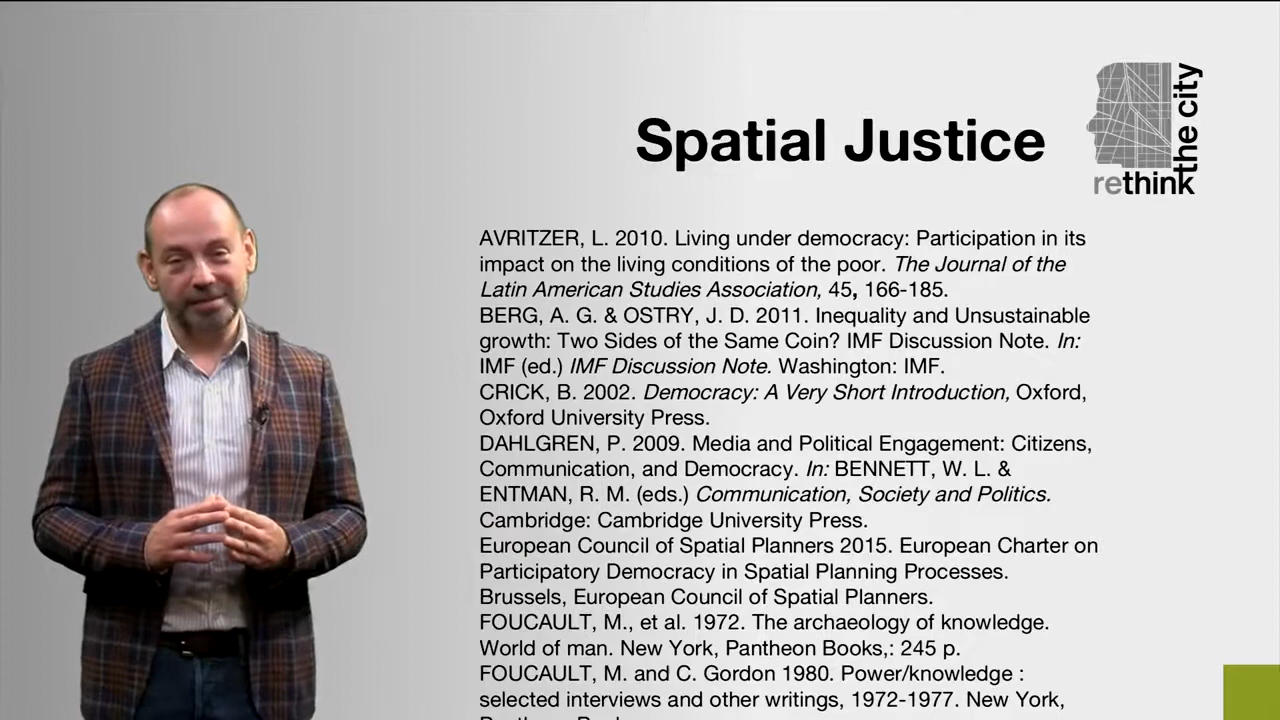 Spatial Justice
rethink
the city
AVRITZER, L. 2010. Living under democracy: Participation in its
impact on the living conditions of the poor. The Journal of the
Latin American Studies Association, 45, 166-185.
BERG, A. G. & OSTRY, J. D. 2011. Inequality and Unsustainable
growth: Two Sides of the Same Coin? IMF Discussion Note. In:
IMF (ed.) IMF Discussion Note. Washington: IMF.
CRICK, B. 2002. Democracy: A Very Short Introduction, Oxford,
Oxford University Press.
DAHLGREN, P. 2009. Media and Political Engagement: Citizens,
Communication, and Democracy. In: BENNETT, W. L. &
ENTMAN, R. M. (eds.) Communication, Society and Politics.
Cambridge: Cambridge University Press.
European Council of Spatial Planners 2015. European Charter on
Participatory Democracy in Spatial Planning Processes.
Brussels, European Council of Spatial Planners.
FOUCAULT, M., et al. 1972. The archaeology of knowledge.
World of man. New York, Pantheon Books,: 245 p.
FOUCAULT, M. and C. Gordon 1980. Power/knowledge :
selected interviews and other writings, 1972-1977. New York,